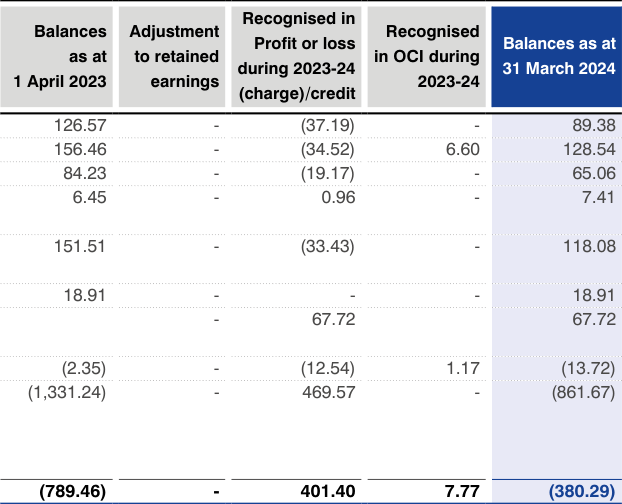 Balances as at 1 April 2023 | Adjustment to retained earnings | Recognised in Profit or loss during 2023-24 (charge)/credit | Recognised in OCI during 2023-24 | Balances as at 31 March 2024
126.57 - (37.19) - 89.38
156.46 - (34.52) 6.60 128.54
84.23 - (19.17) - 65.06
6.45 - 0.96 - 7.41
151.51 - (33.43) - 118.08
18.91 - - - 18.91
- 67.72 67.72
(2.35) - (12.54) 1.17 (13.72)
(1,331.24) - 469.57 - (861.67)
(789.46) - 401.40 7.77 (380.29)